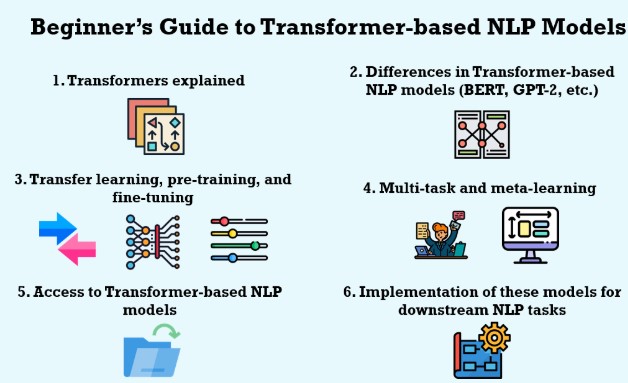 Beginner's Guide to Transformer-based NLP Models
1. Transformers explained
2. Differences in Transformer-based
NLP models (BERT, GPT-2, etc.)
3. Transfer learning, pre-training, and
fine-tuning
4. Multi-task and meta-learning
5. Access to Transformer-based NLP
models
6. Implementation of these models for
downstream NLP tasks